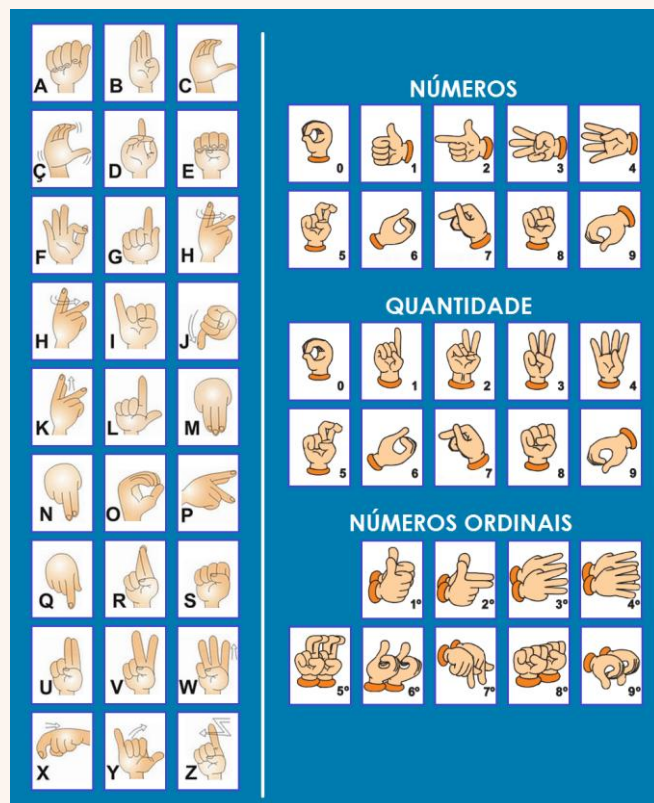 A B C
Ç D E
F G H
H I J
K L M
N O P
Q R S
U V W
X Y Z
NÚMEROS
0 1 2 3 4
5 6 7 8 9
QUANTIDADE
0 1 2 3 4
5 6 7 8 9
NÚMEROS ORDINAIS
1º 2º 3º 4º
5º 6º 7º 8º 9º